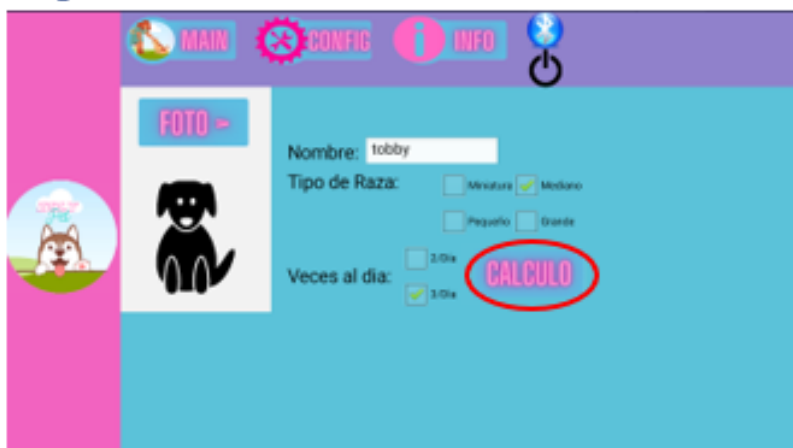 MAIN CONFIG INFO
FOTO
Nombre: tobby
Tipo de Raza: Miniatura Mediano
Pequeño Grande
Veces al dia: 2/Dia
3/Dia
CALCULO